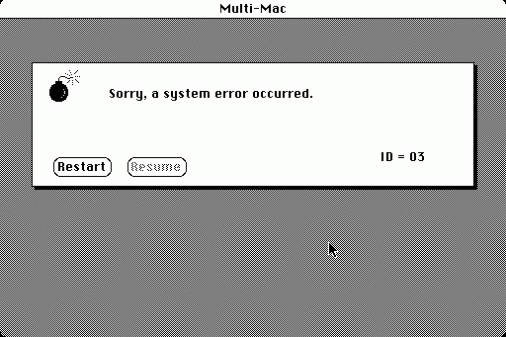 Multi-Mac
Sorry, a system error occurred.
ID = 03
Restart Resume